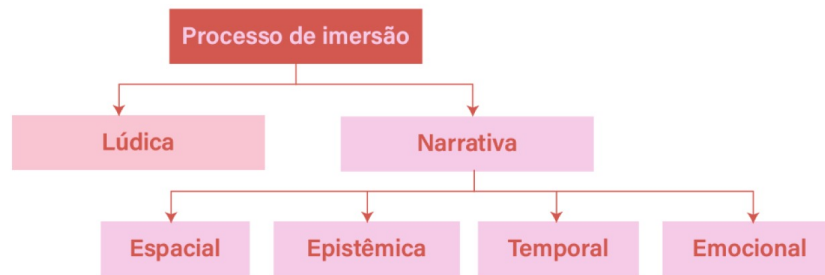 Processo de imersão
Lúdica
Narrativa
Espacial
Epistêmica
Temporal
Emocional